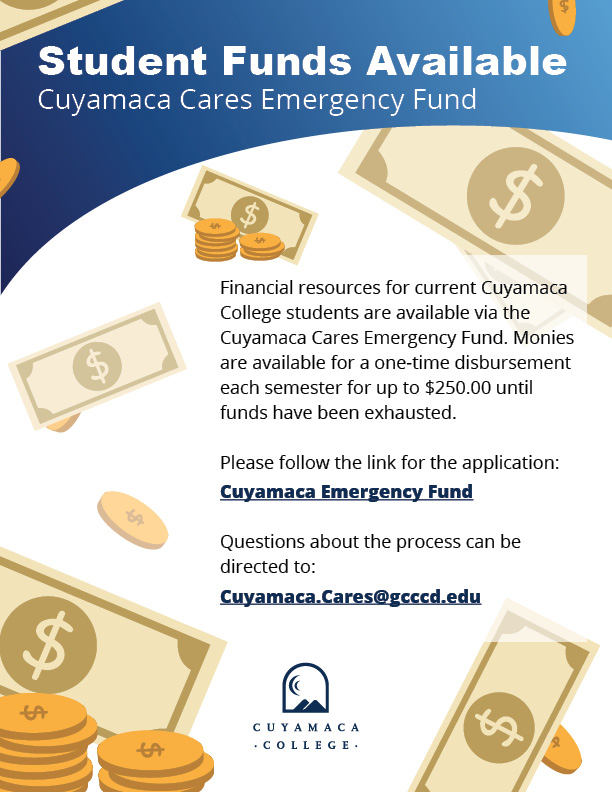 Student Funds Available
Cuyamaca Cares Emergency Fund
Financial resources for current Cuyamaca
College students are available via the
Cuyamaca Cares Emergency Fund. Monies
are available for a one-time disbursement
each semester for up to $250.00 until
funds have been exhausted.
Please follow the link for the application:
Cuyamaca Emergency Fund
Questions about the process can be
directed to:
Cuyamaca.Cares@gcccd.edu
CUYAMACA
·COLLEGE·